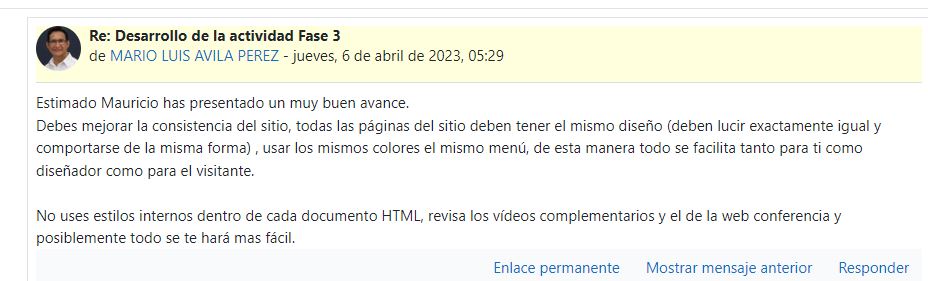 Re: Desarrollo de la actividad Fase 3
de MARIO LUIS AVILA PEREZ - jueves, 6 de abril de 2023, 05:29
Estimado Mauricio has presentado un muy buen avance.
Debes mejorar la consistencia del sitio, todas las páginas del sitio deben tener el mismo diseño (deben lucir exactamente igual y
comportarse de la misma forma) , usar los mismos colores el mismo menú, de esta manera todo se facilita tanto para ti como
diseñador como para el visitante.
No uses estilos internos dentro de cada documento HTML, revisa los vídeos complementarios y el de la web conferencia y
posiblemente todo se te hará mas fácil.
Enlace permanente Mostrar mensaje anterior Responder